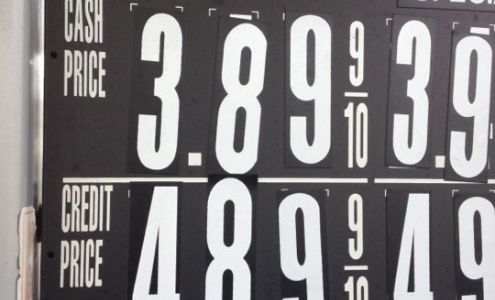 CASH PRICE 3.89 9/10 3.9
CREDIT PRICE 4.89 9/10 4.9